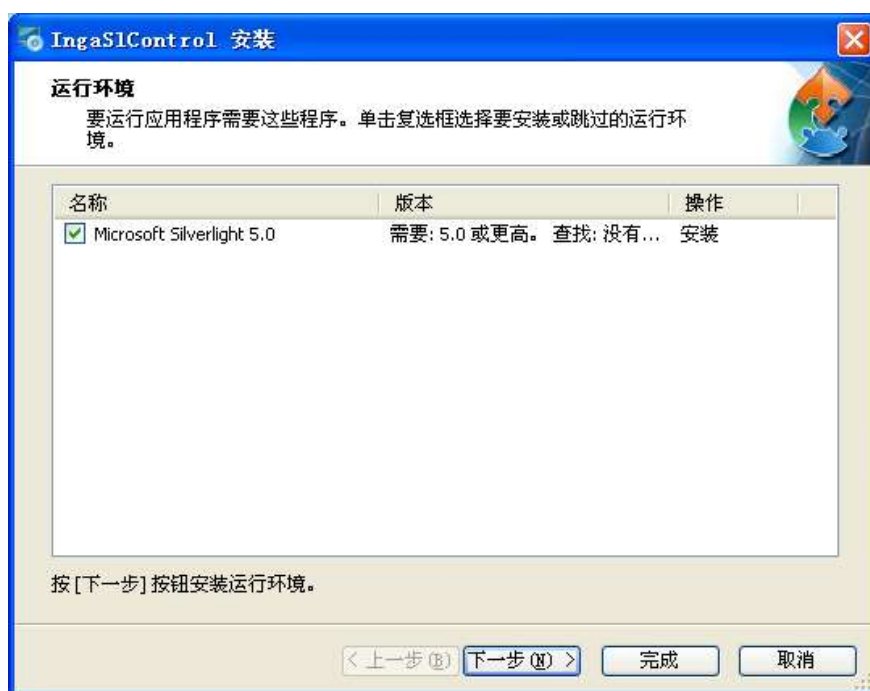 IngaSlControl 安装
运行环境
要运行应用程序需要这些程序。单击复选框选择要安装或跳过的运行环
境。
名称 版本 操作
Microsoft Silverlight 5.0 需要: 5.0 或更高。 查找: 没有... 安装
按 [下一步] 按钮安装运行环境。
< 上一步(B) 下一步(N) > 完成 取消